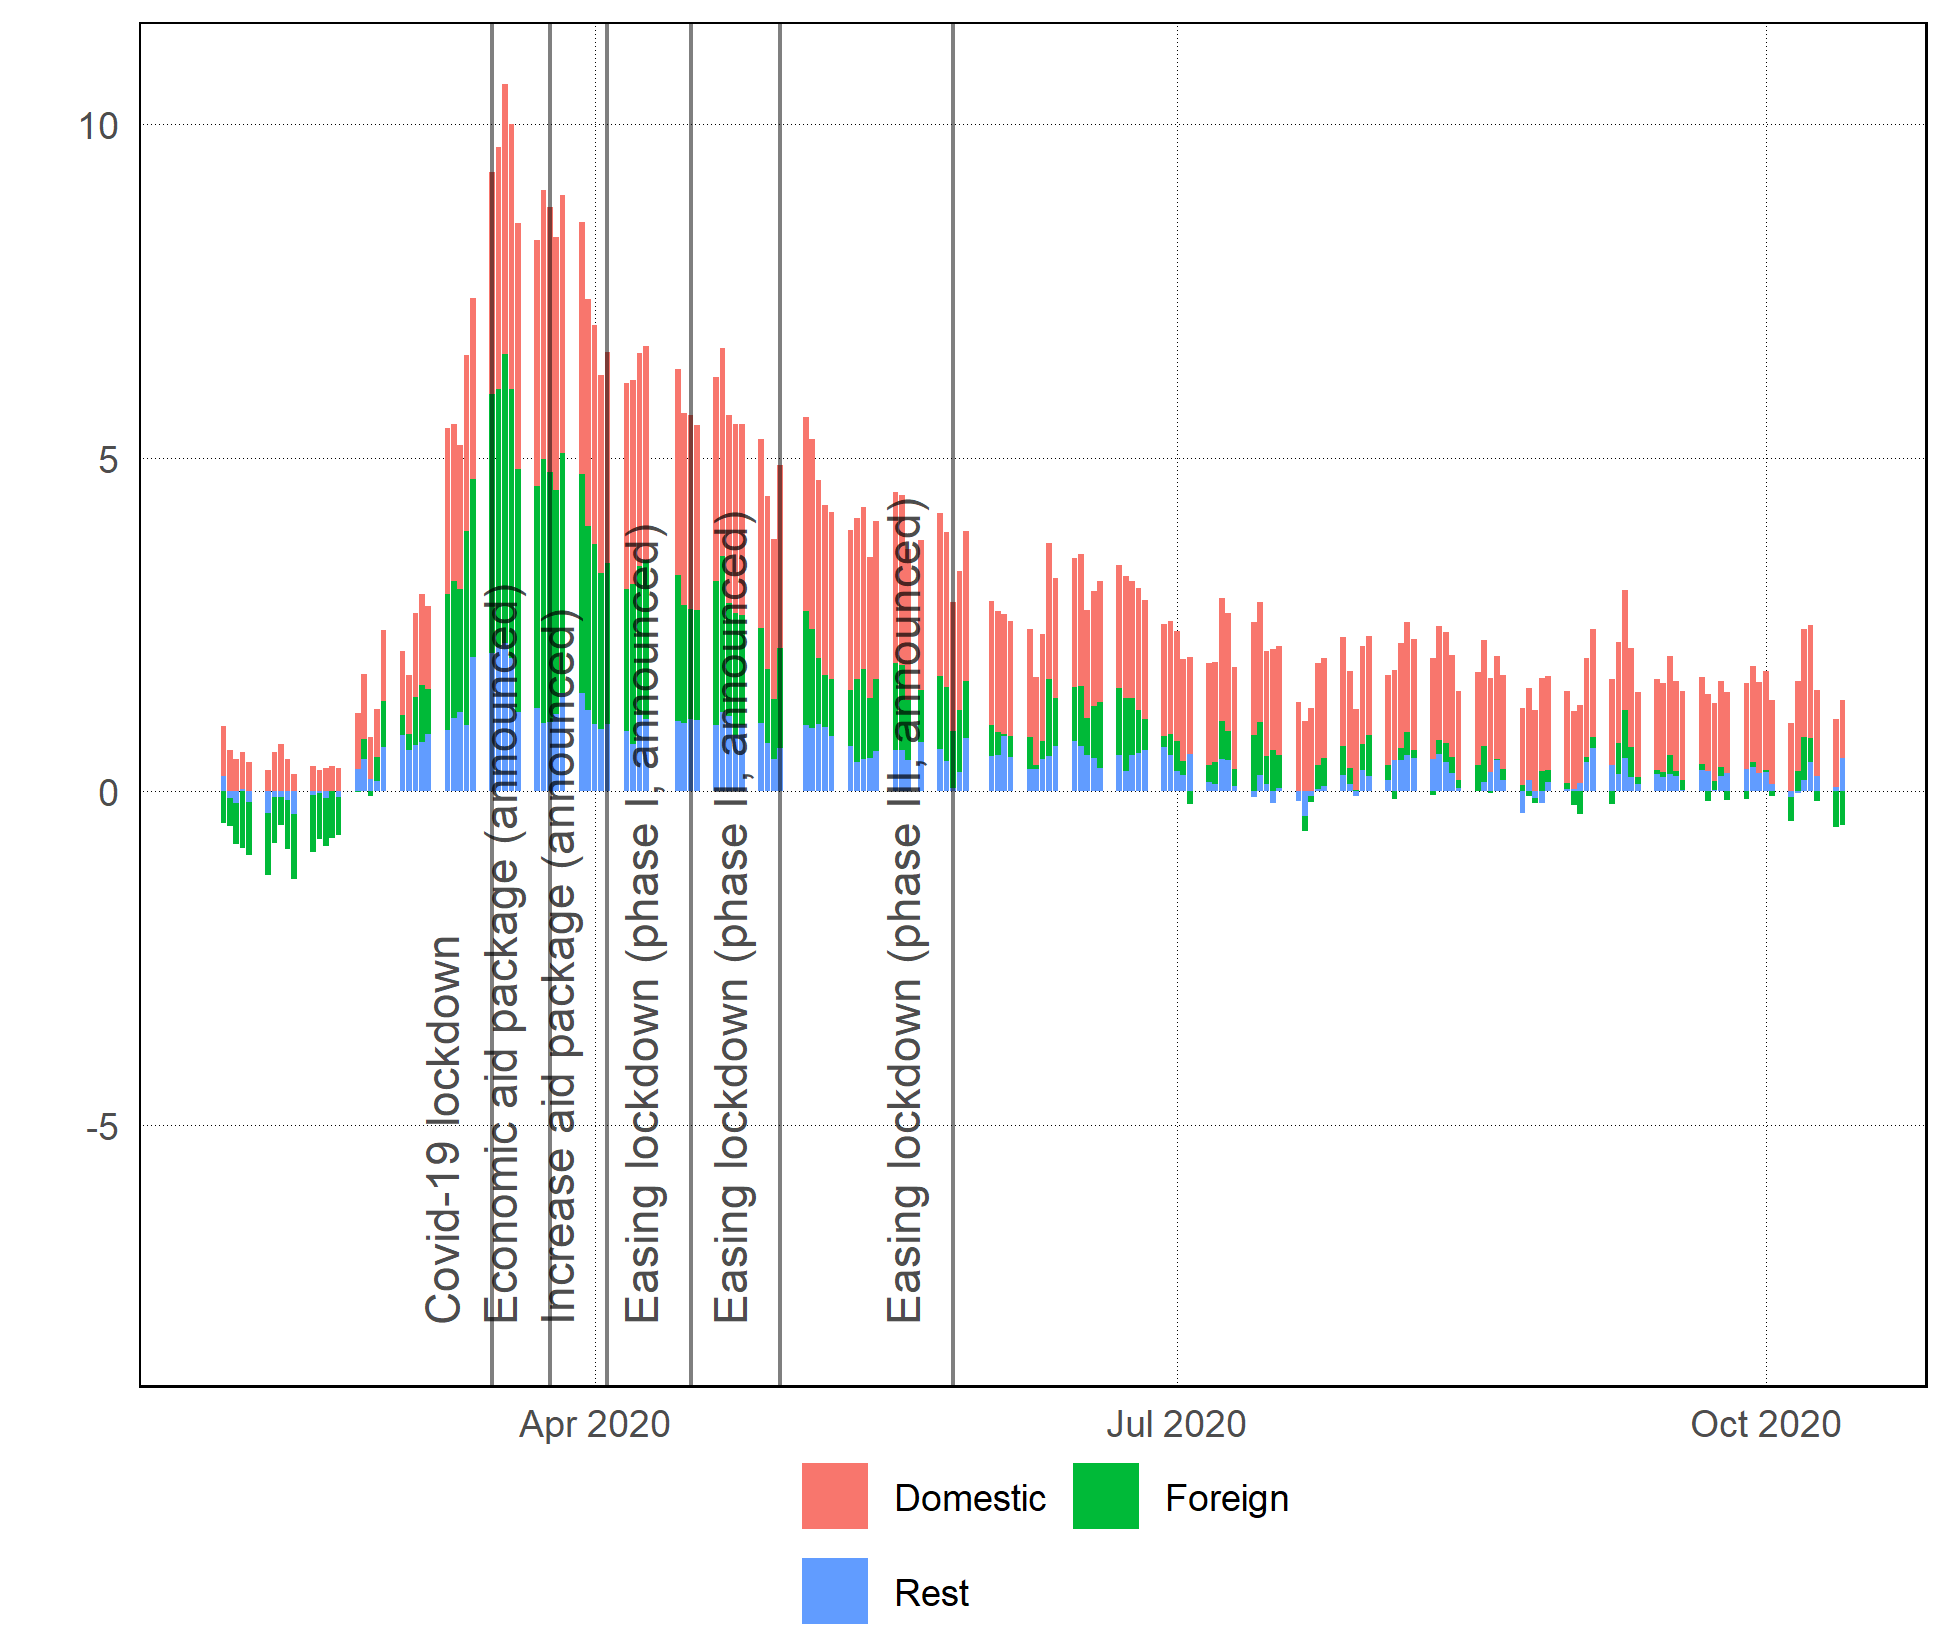 10
5
0
-5
Covid-19 lockdown
Economic aid package (announced)
Increase aid package (announced)
Easing lockdown (phase I, announced)
Easing lockdown (phase II, announced)
Easing lockdown (phase III, announced)
Apr 2020
Jul 2020
Oct 2020
Domestic
Foreign
Rest